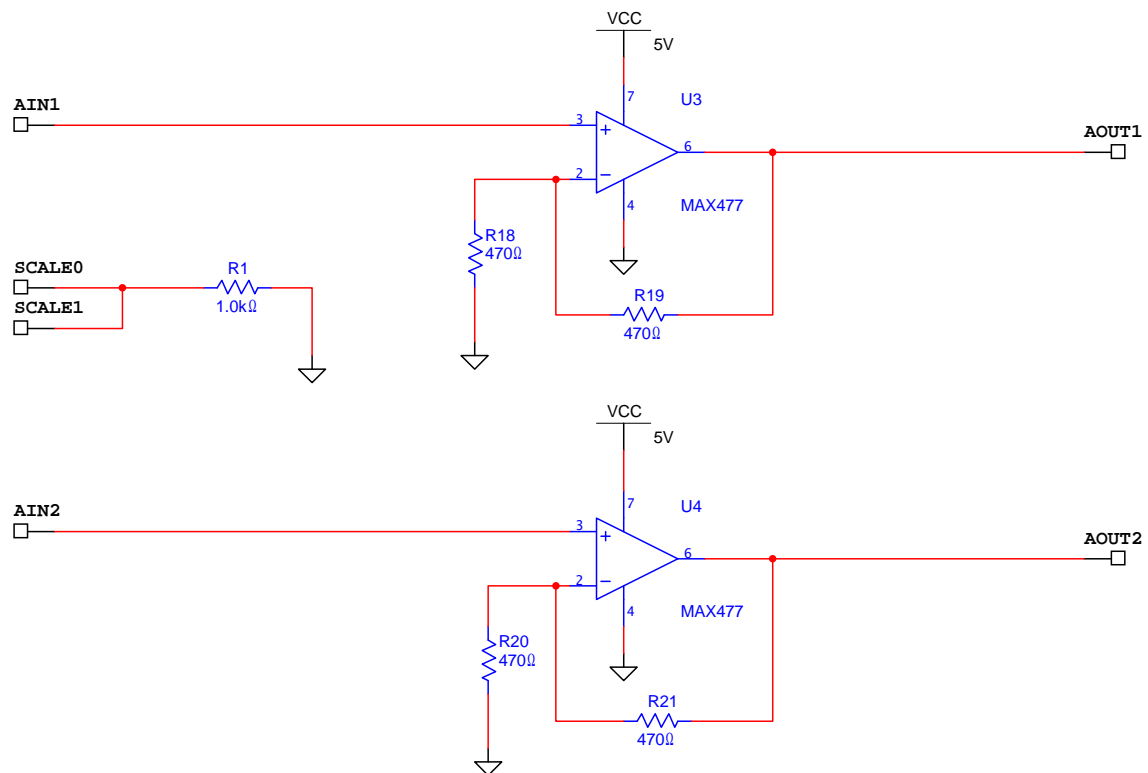 VCC
5V
7
U3
AIN1
3
+
6
AOUT1
2
−
4
MAX477
R18
470Ω
SCALE0
R1
SCALE1
1.0kΩ
R19
470Ω
VCC
5V
7
U4
AIN2
3
+
6
AOUT2
2
−
4
MAX477
R20
470Ω
R21
470Ω